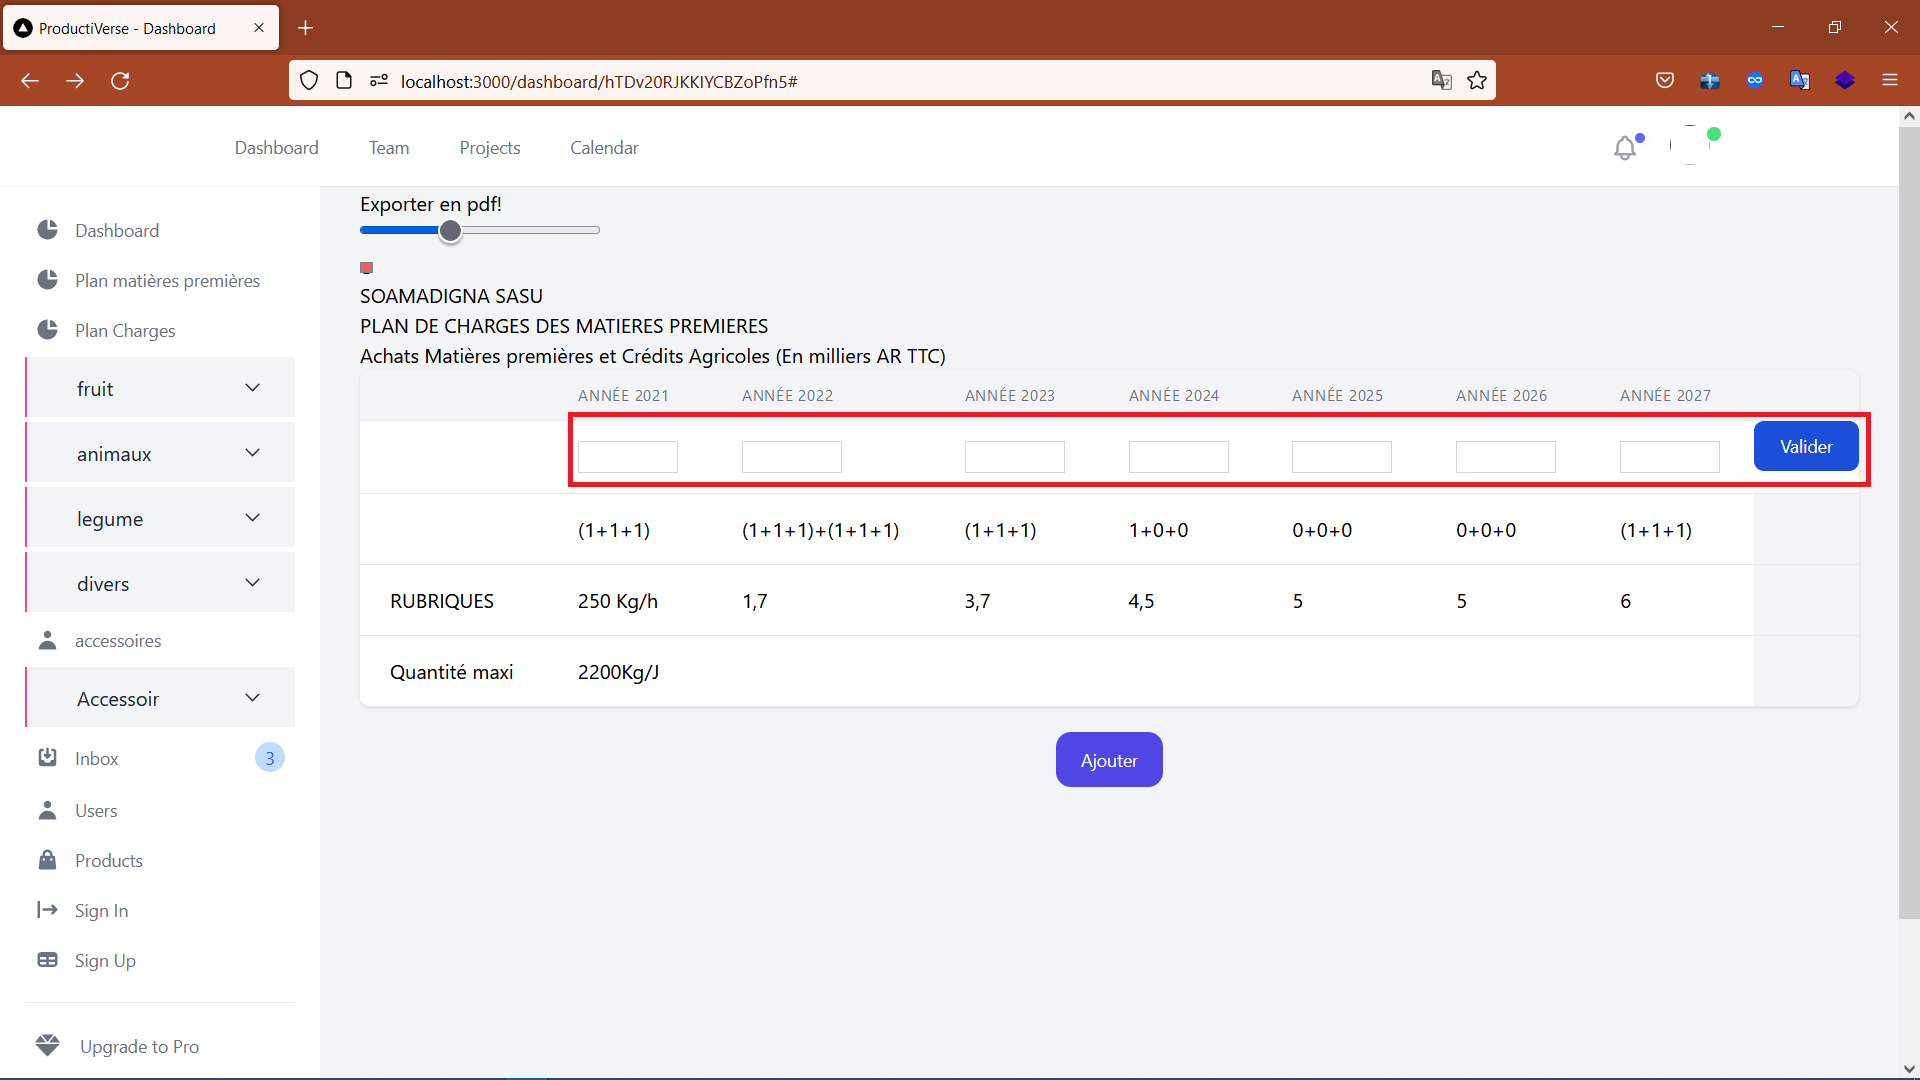 ProductiVerse - Dashboard
localhost:3000/dashboard/hTDv20RJKKIYCBZoPfn5#
Dashboard Team Projects Calendar
Dashboard
Plan matières premières
Plan Charges
fruit
animaux
legume
divers
accessoires
Accessoir
Inbox 3
Users
Products
Sign In
Sign Up
Upgrade to Pro
Exporter en pdf!
SOAMADIGNA SASU
PLAN DE CHARGES DES MATIERES PREMIERES
Achats Matières premières et Crédits Agricoles (En milliers AR TTC)
ANNÉE 2021 ANNÉE 2022 ANNÉE 2023 ANNÉE 2024 ANNÉE 2025 ANNÉE 2026 ANNÉE 2027
Valider
(1+1+1) (1+1+1)+(1+1+1) (1+1+1) 1+0+0 0+0+0 0+0+0 (1+1+1)
RUBRIQUES 250 Kg/h 1,7 3,7 4,5 5 5 6
Quantité maxi 2200Kg/J
Ajouter